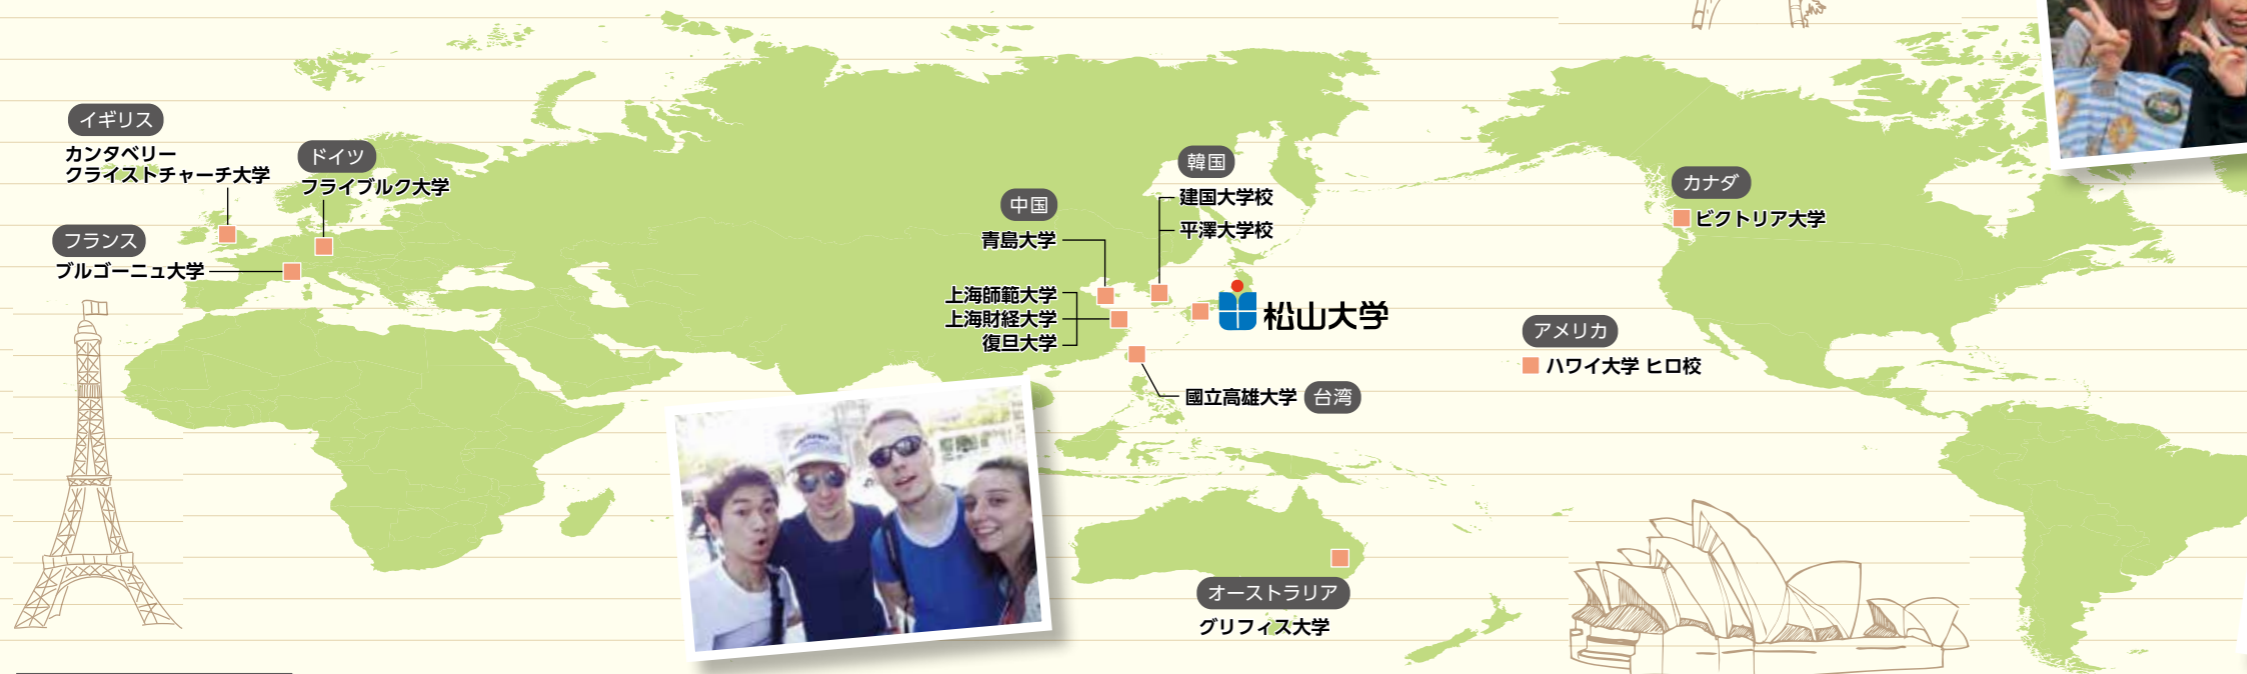 イギリス
カンタベリー
クライストチャーチ大学
ドイツ
フライブルク大学
フランス
ブルゴーニュ大学
中国
青島大学
上海師範大学
上海財経大学
復旦大学
韓国
建国大学校
平澤大学校
松山大学
國立高雄大学 台湾
オーストラリア
グリフィス大学
アメリカ
ハワイ大学 ヒロ校
カナダ
ビクトリア大学